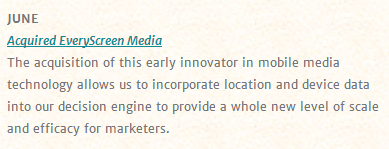 JUNE
Acquired EveryScreen Media
The acquisition of this early innovator in mobile media
technology allows us to incorporate location and device data
into our decision engine to provide a whole new level of scale
and efficacy for marketers.